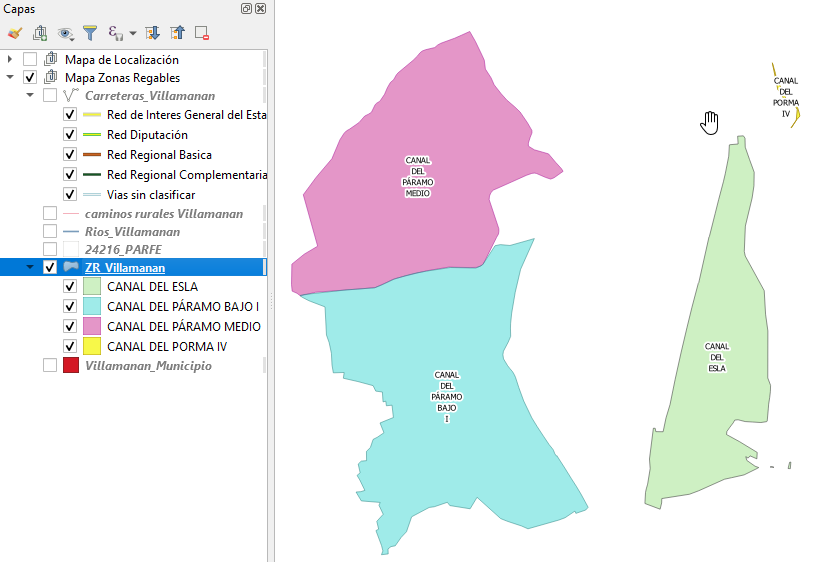 Capas
Mapa de Localización
Mapa Zonas Regables
Carreteras_Villamanan
Red de Interes General del Esta
Red Diputación
Red Regional Basica
Red Regional Complementaria
Vias sin clasificar
caminos rurales Villamanan
Rios_Villamanan
24216_PARFE
ZR_Villamanan
CANAL DEL ESLA
CANAL DEL PÁRAMO BAJO I
CANAL DEL PÁRAMO MEDIO
CANAL DEL PORMA IV
Villamanan_Municipio
CANAL
DEL
PÁRAMO
MEDIO
CANAL
DEL
PÁRAMO
BAJO
I
CANAL
DEL
ESLA
CANAL
DEL
PORMA
IV